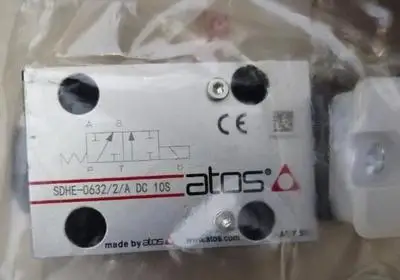 A B
P T
CE
SDHE-0632/2/A DC 10S
atos®
made by atos
www.atos.com